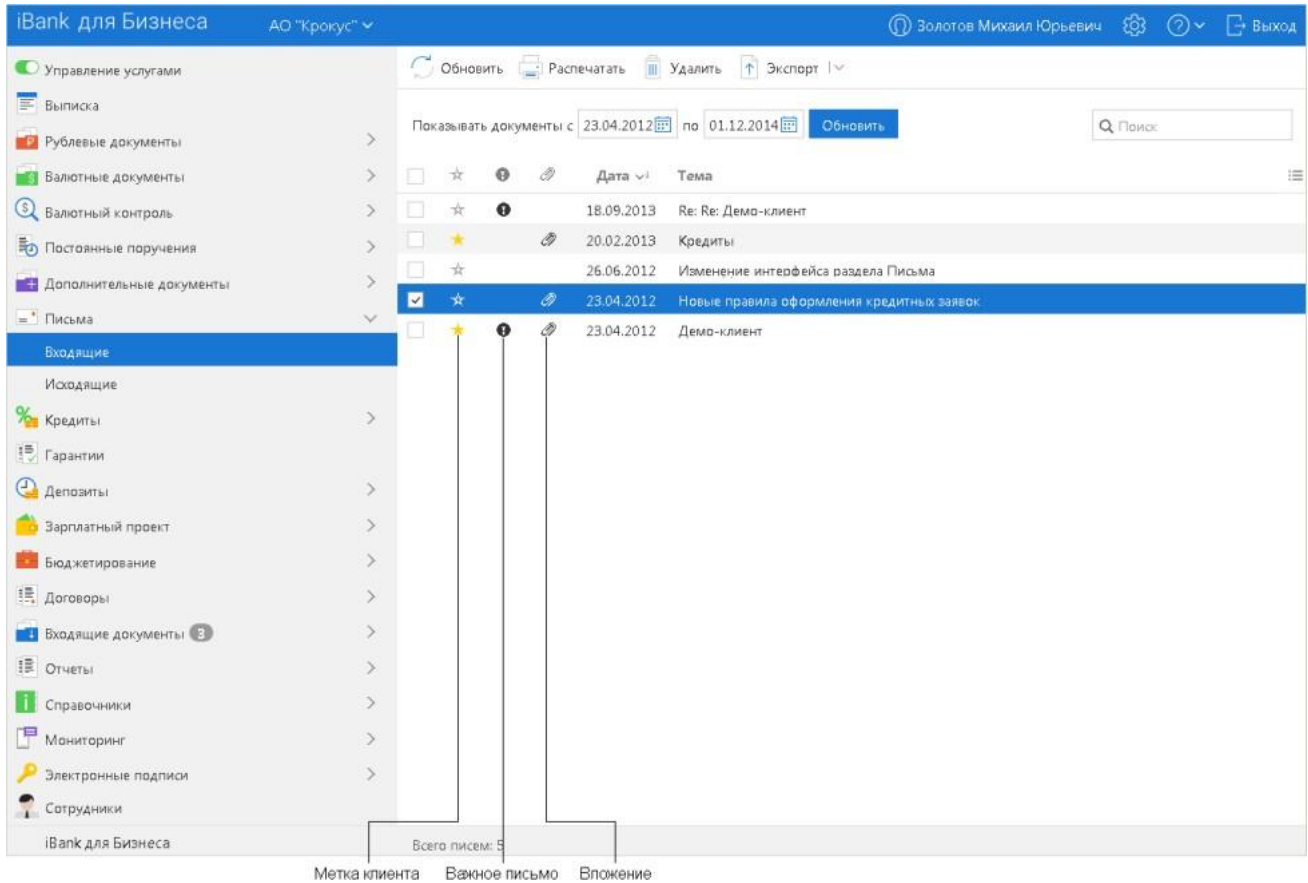 iBank для Бизнеса АО "Крокус" Золотов Михаил Юрьевич Выход
Управление услугами
Выписка
Рублевые документы
Валютные документы
Валютный контроль
Постоянные поручения
Дополнительные документы
Письма
Входящие
Исходящие
Кредиты
Гарантии
Депозиты
Зарплатный проект
Бюджетирование
Договоры
Входящие документы 3
Отчеты
Справочники
Мониторинг
Электронные подписи
Сотрудники
iBank для Бизнеса
Обновить Распечатать Удалить Экспорт
Показывать документы с 23.04.2012 по 01.12.2014 Обновить Поиск
Дата Тема
18.09.2013 Re: Re: Демо-клиент
20.02.2013 Кредиты
26.06.2012 Изменение интерфейса раздела Письма
23.04.2012 Новые правила оформления кредитных заявок
23.04.2012 Демо-клиент
Всего писем: 5
Метка клиента Важное письмо Вложение